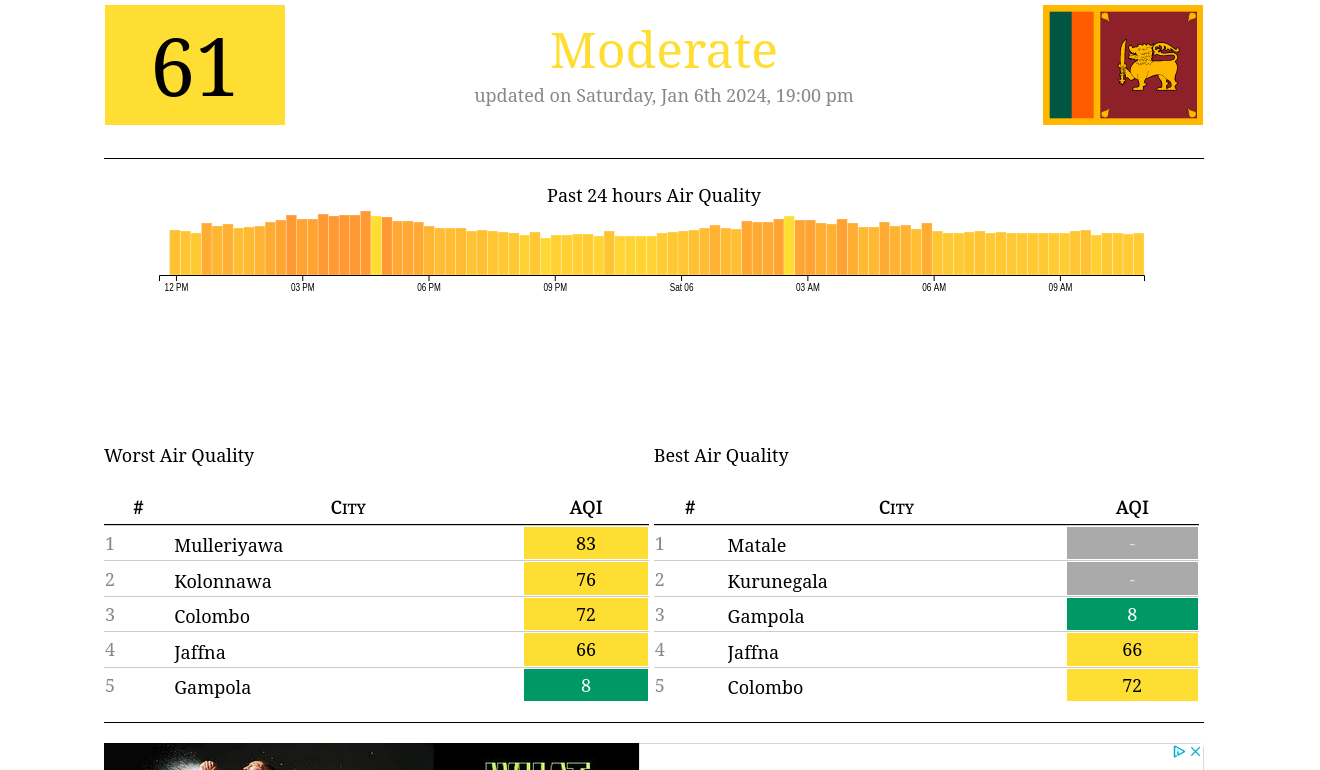 61
Moderate
updated on Saturday, Jan 6th 2024, 19:00 pm
Past 24 hours Air Quality
12 PM 03 PM 06 PM 09 PM Sat 06 03 AM 06 AM 09 AM
Worst Air Quality
# City AQI
1 Mulleriyawa 83
2 Kolonnawa 76
3 Colombo 72
4 Jaffna 66
5 Gampola 8
Best Air Quality
# City AQI
1 Matale -
2 Kurunegala -
3 Gampola 8
4 Jaffna 66
5 Colombo 72